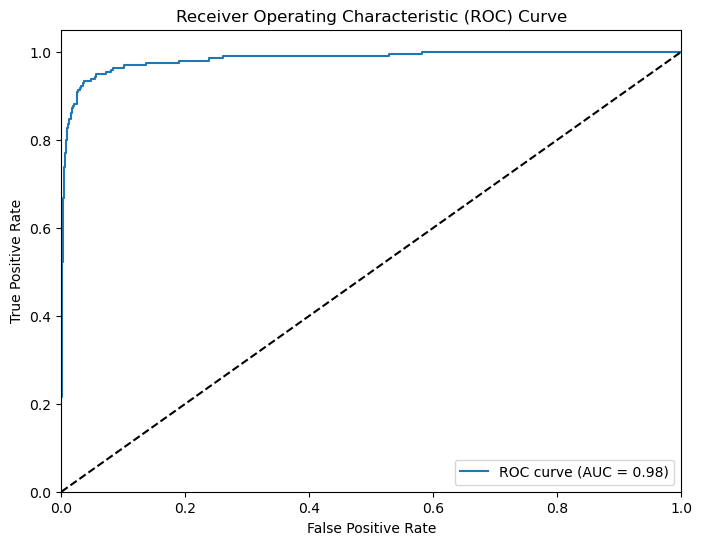 Receiver Operating Characteristic (ROC) Curve
1.0
0.8
0.6
0.4
0.2
0.0
True Positive Rate
ROC curve (AUC = 0.98)
0.0 0.2 0.4 0.6 0.8 1.0
False Positive Rate